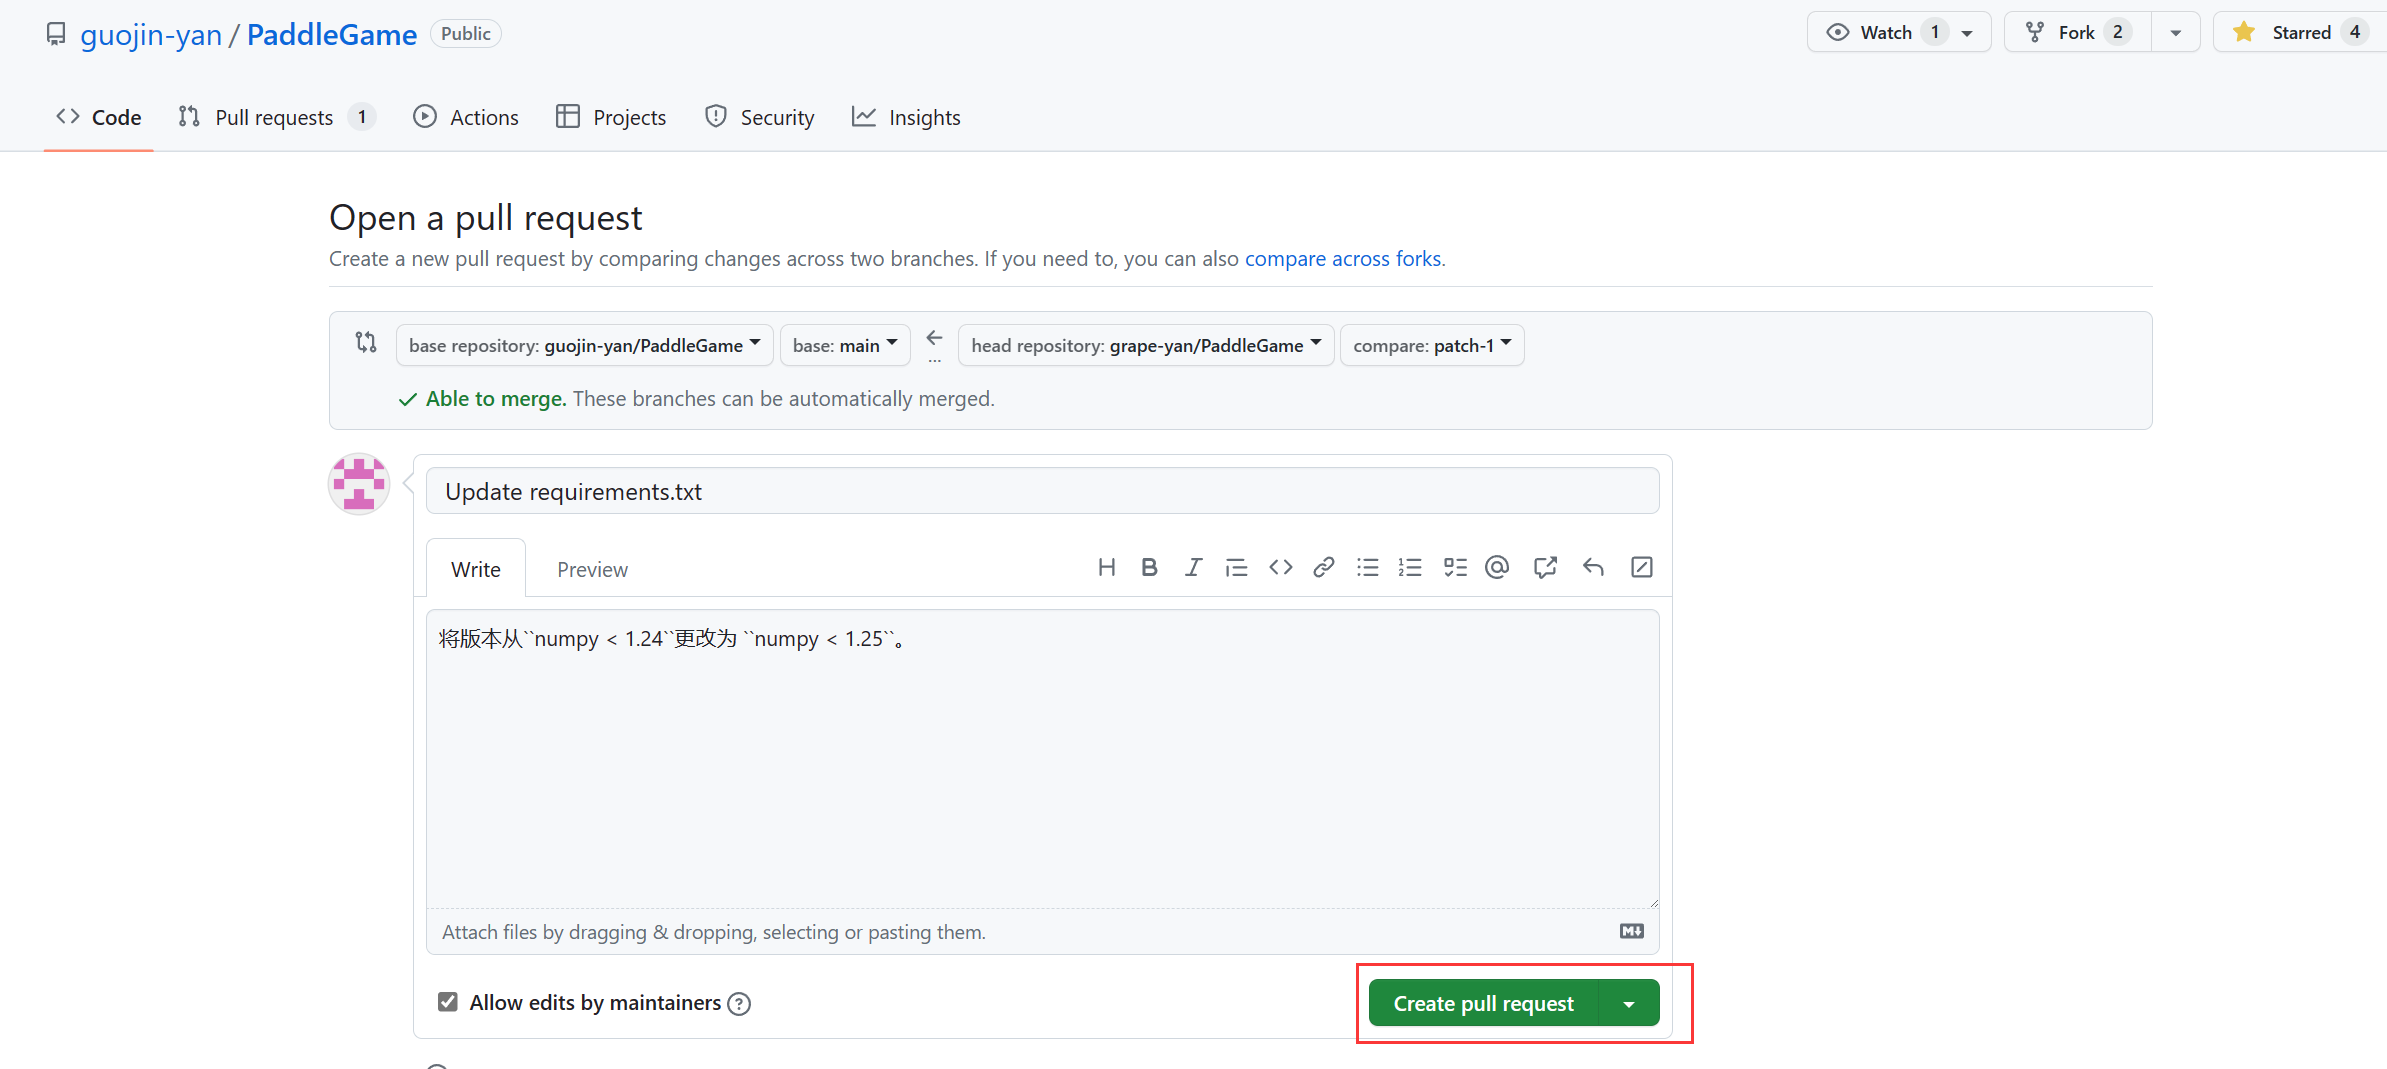 guojin-yan / PaddleGame Public Watch 1 Fork 2 Starred 4
Code Pull requests 1 Actions Projects Security Insights
Open a pull request
Create a new pull request by comparing changes across two branches. If you need to, you can also compare across forks.
base repository: guojin-yan/PaddleGame base: main ... head repository: grape-yan/PaddleGame compare: patch-1
Able to merge. These branches can be automatically merged.
Update requirements.txt
Write Preview
将版本从``numpy < 1.24``更改为 ``numpy < 1.25``。
Attach files by dragging & dropping, selecting or pasting them.
Allow edits by maintainers Create pull request